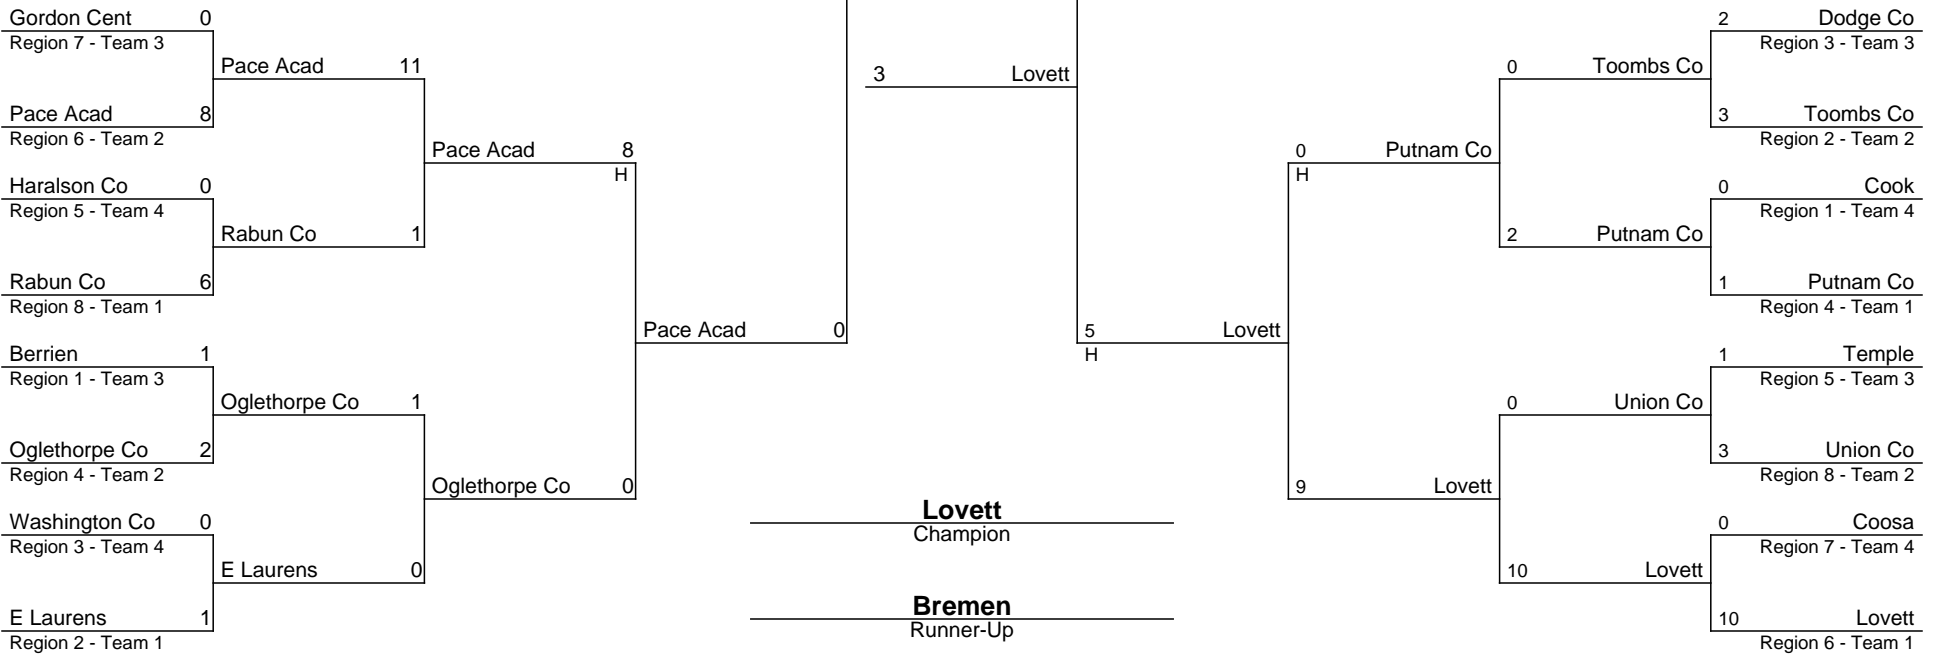 Gordon Cent 0
Region 7 - Team 3
Pace Acad 11
Pace Acad 8
Region 6 - Team 2
Pace Acad 8
H
Haralson Co 0
Region 5 - Team 4
Rabun Co 1
Rabun Co 6
Region 8 - Team 1
Pace Acad 0
Berrien 1
Region 1 - Team 3
Oglethorpe Co 1
Oglethorpe Co 2
Region 4 - Team 2
Oglethorpe Co 0
Washington Co 0
Region 3 - Team 4
E Laurens 0
E Laurens 1
Region 2 - Team 1
3 Lovett
5 Lovett
H
Lovett
Champion
Bremen
Runner-Up
2 Dodge Co
Region 3 - Team 3
0 Toombs Co
3 Toombs Co
Region 2 - Team 2
0 Putnam Co
H
0 Cook
Region 1 - Team 4
2 Putnam Co
1 Putnam Co
Region 4 - Team 1
1 Temple
Region 5 - Team 3
0 Union Co
3 Union Co
Region 8 - Team 2
9 Lovett
0 Coosa
Region 7 - Team 4
10 Lovett
10 Lovett
Region 6 - Team 1